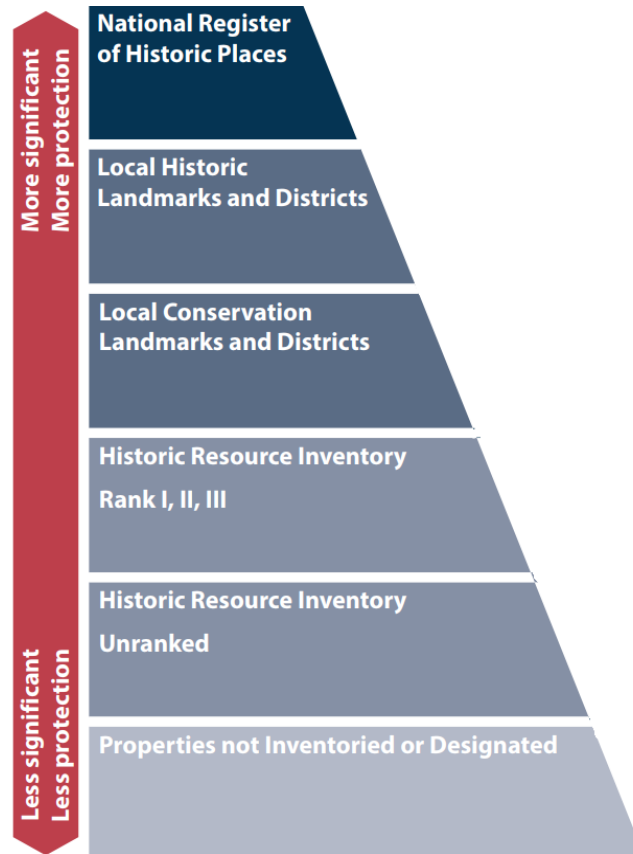 More significant
More protection
National Register
of Historic Places
Local Historic
Landmarks and Districts
Local Conservation
Landmarks and Districts
Historic Resource Inventory
Rank I, II, III
Historic Resource Inventory
Unranked
Less significant
Less protection
Properties not Inventoried or Designated